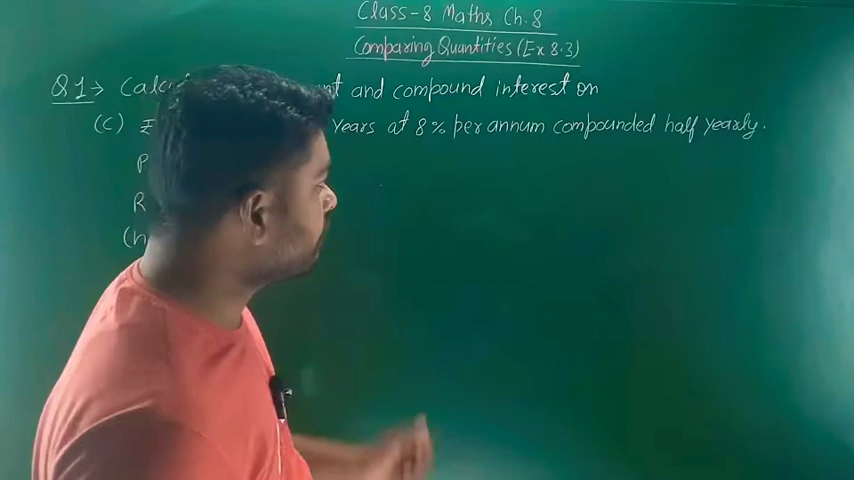 Class-8 Maths Ch.8
Comparing Quantities (Ex 8.3)
Q1→ and compound interest on
(C) ₹ years at 8% per annum compounded half yearly.
P
R
(n